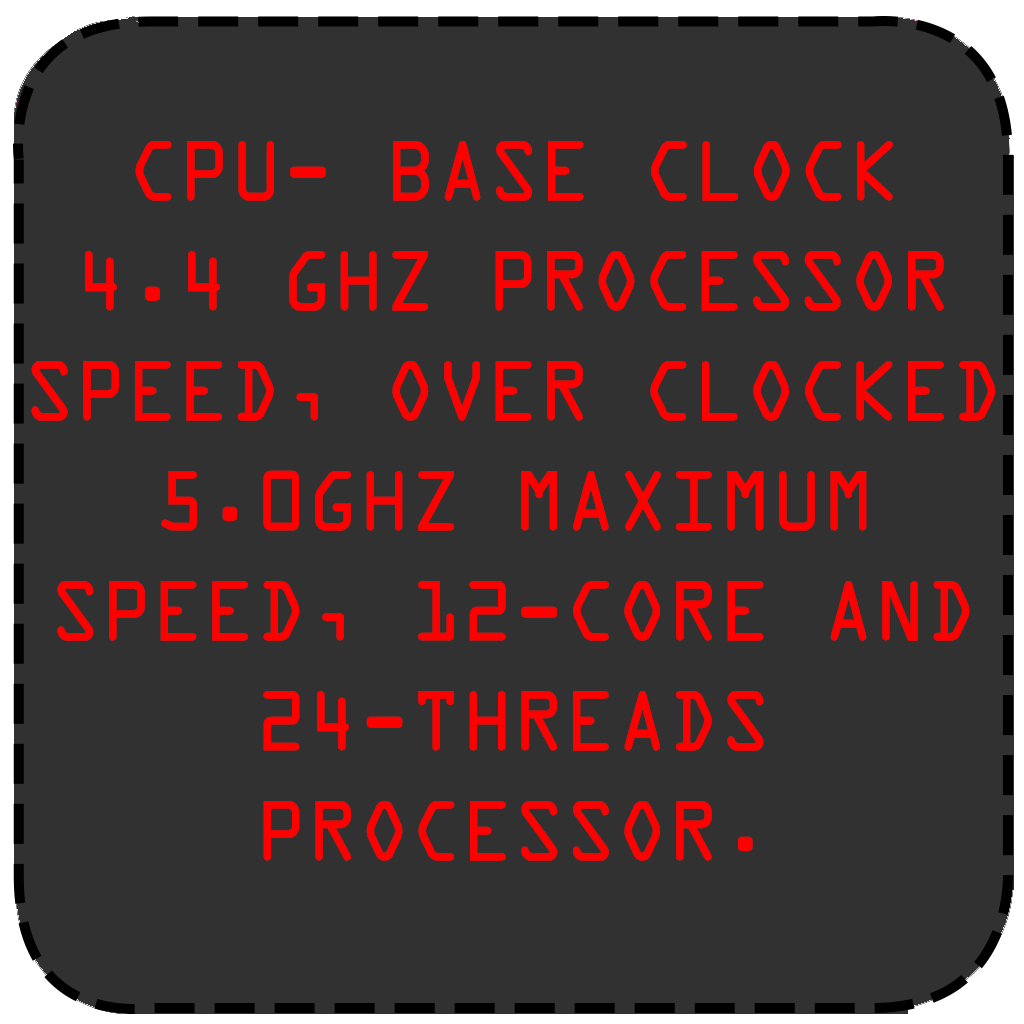 CPU- BASE CLOCK
4.4 GHZ PROCESSOR
SPEED, OVER CLOCKED
5.0GHZ MAXIMUM
SPEED, 12-CORE AND
24-THREADS
PROCESSOR.